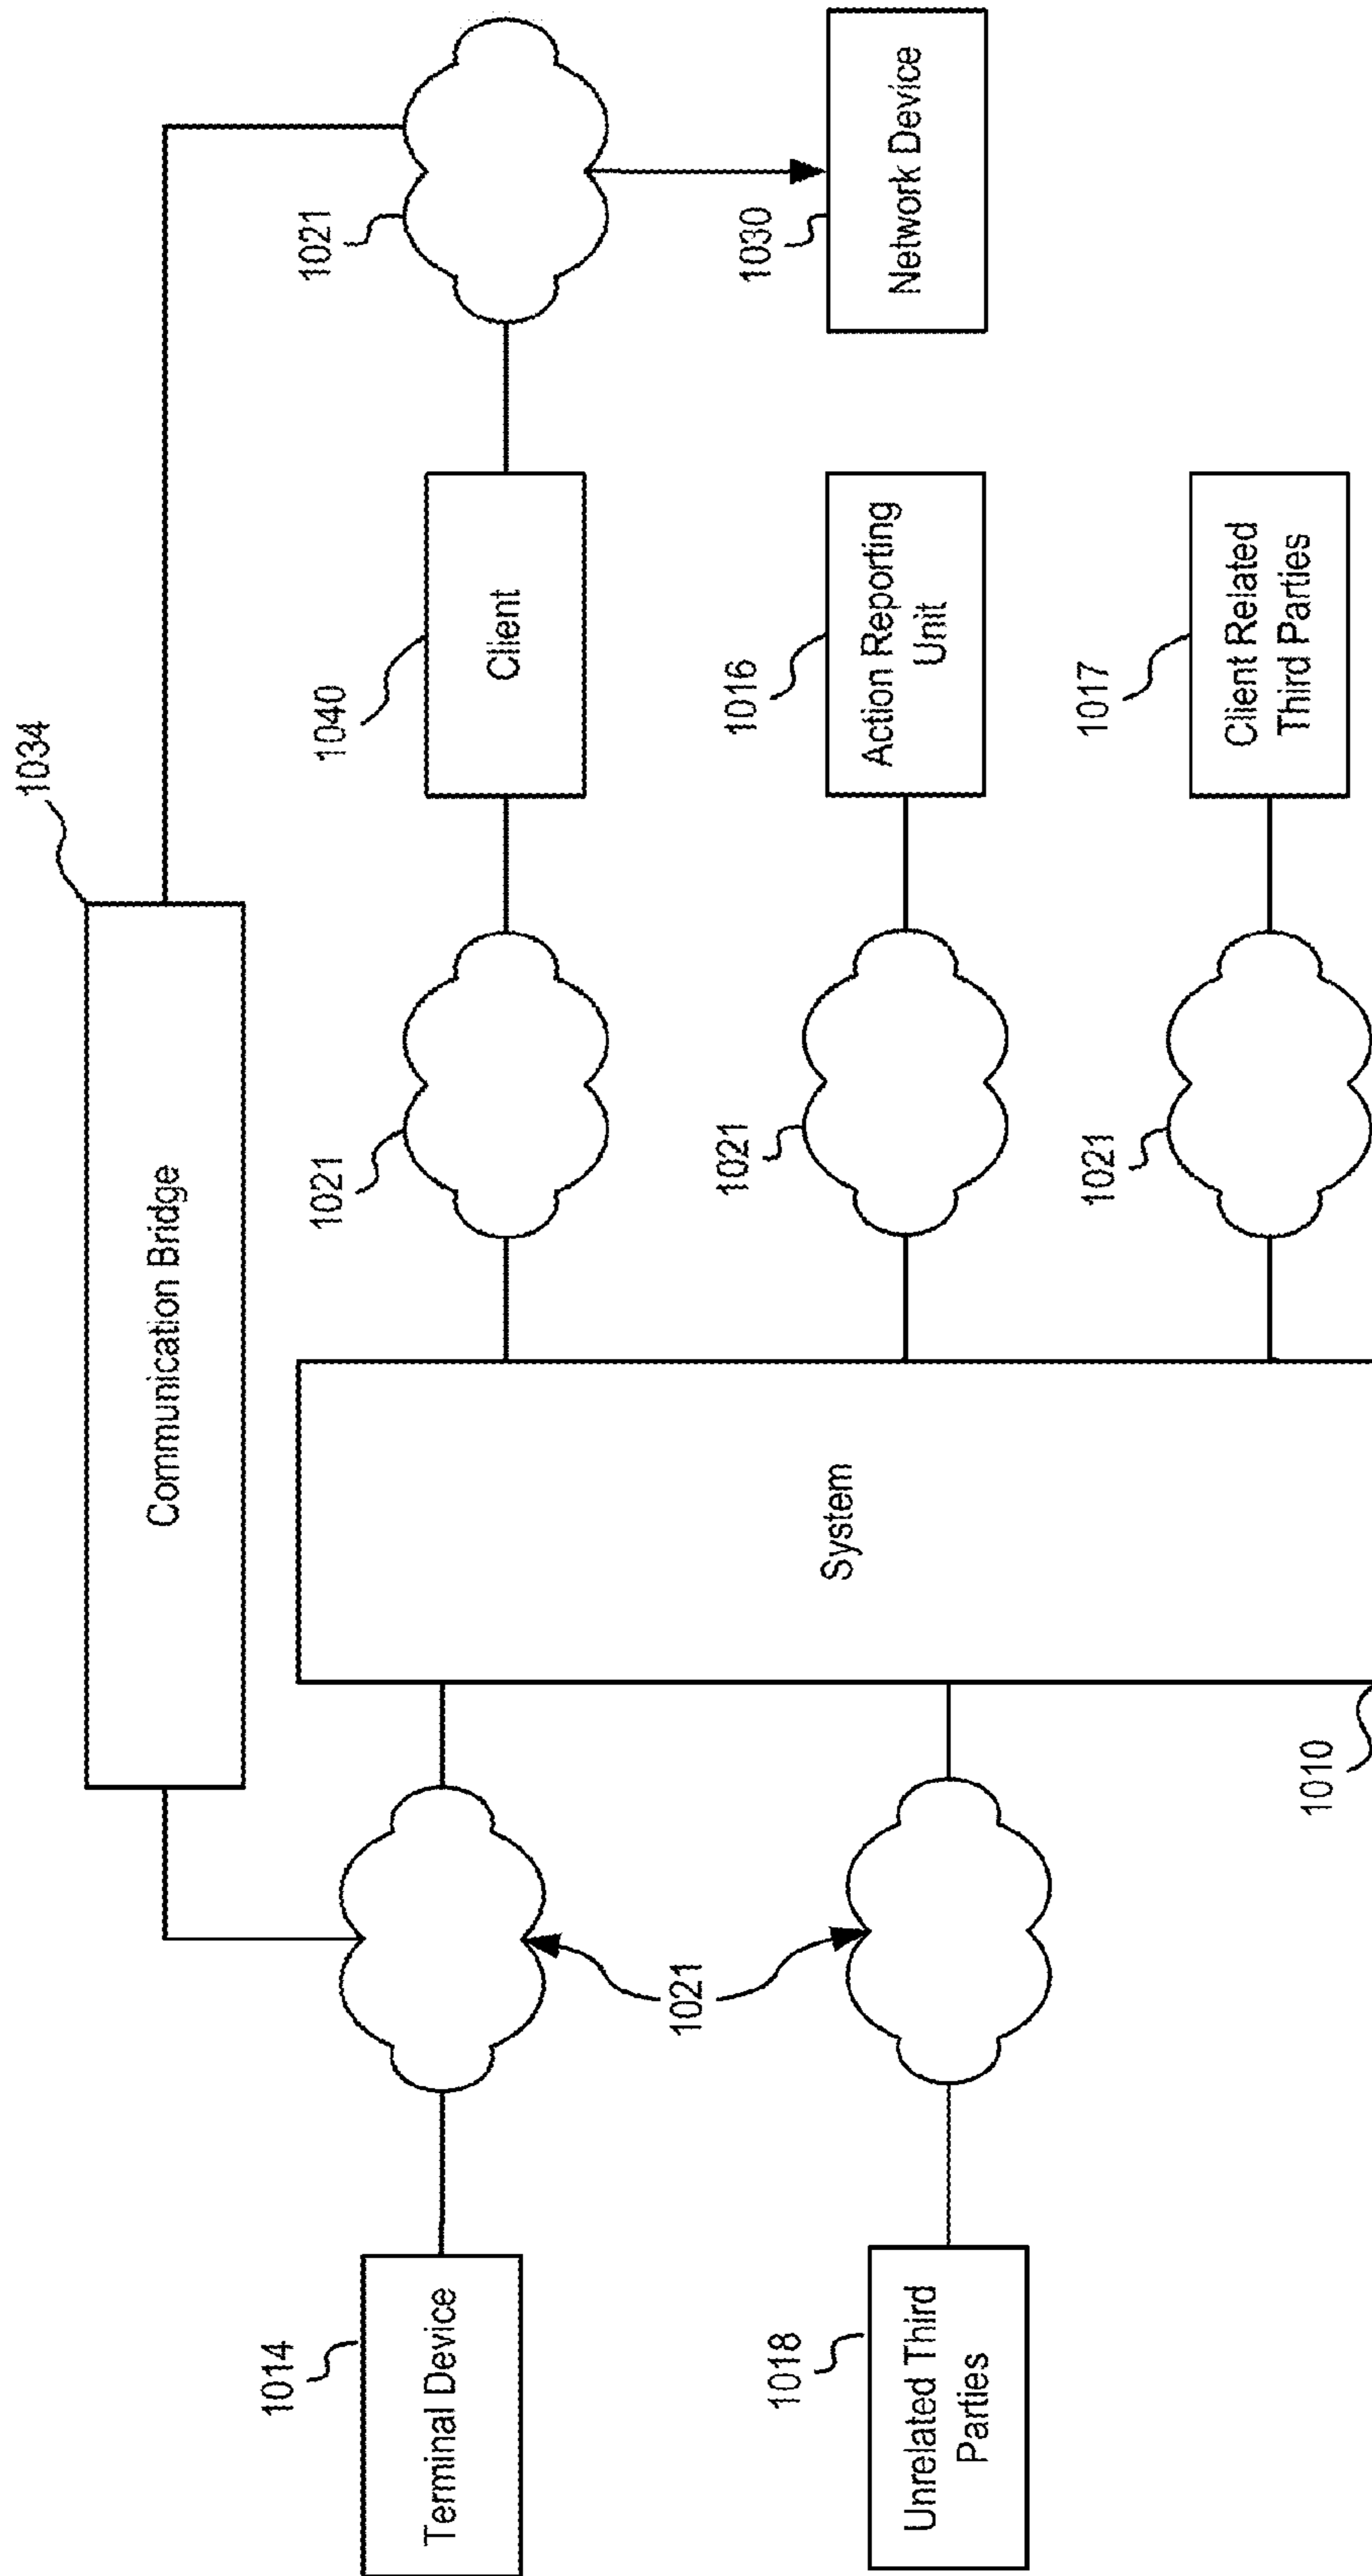 1034
Communication Bridge
1014
1021
1040
1021
Terminal Device
Client
1021
1018
1021
1016
1030
System
Unrelated Third
Parties
Action Reporting
Unit
Network Device
1021
1017
Client Related
Third Parties
1010